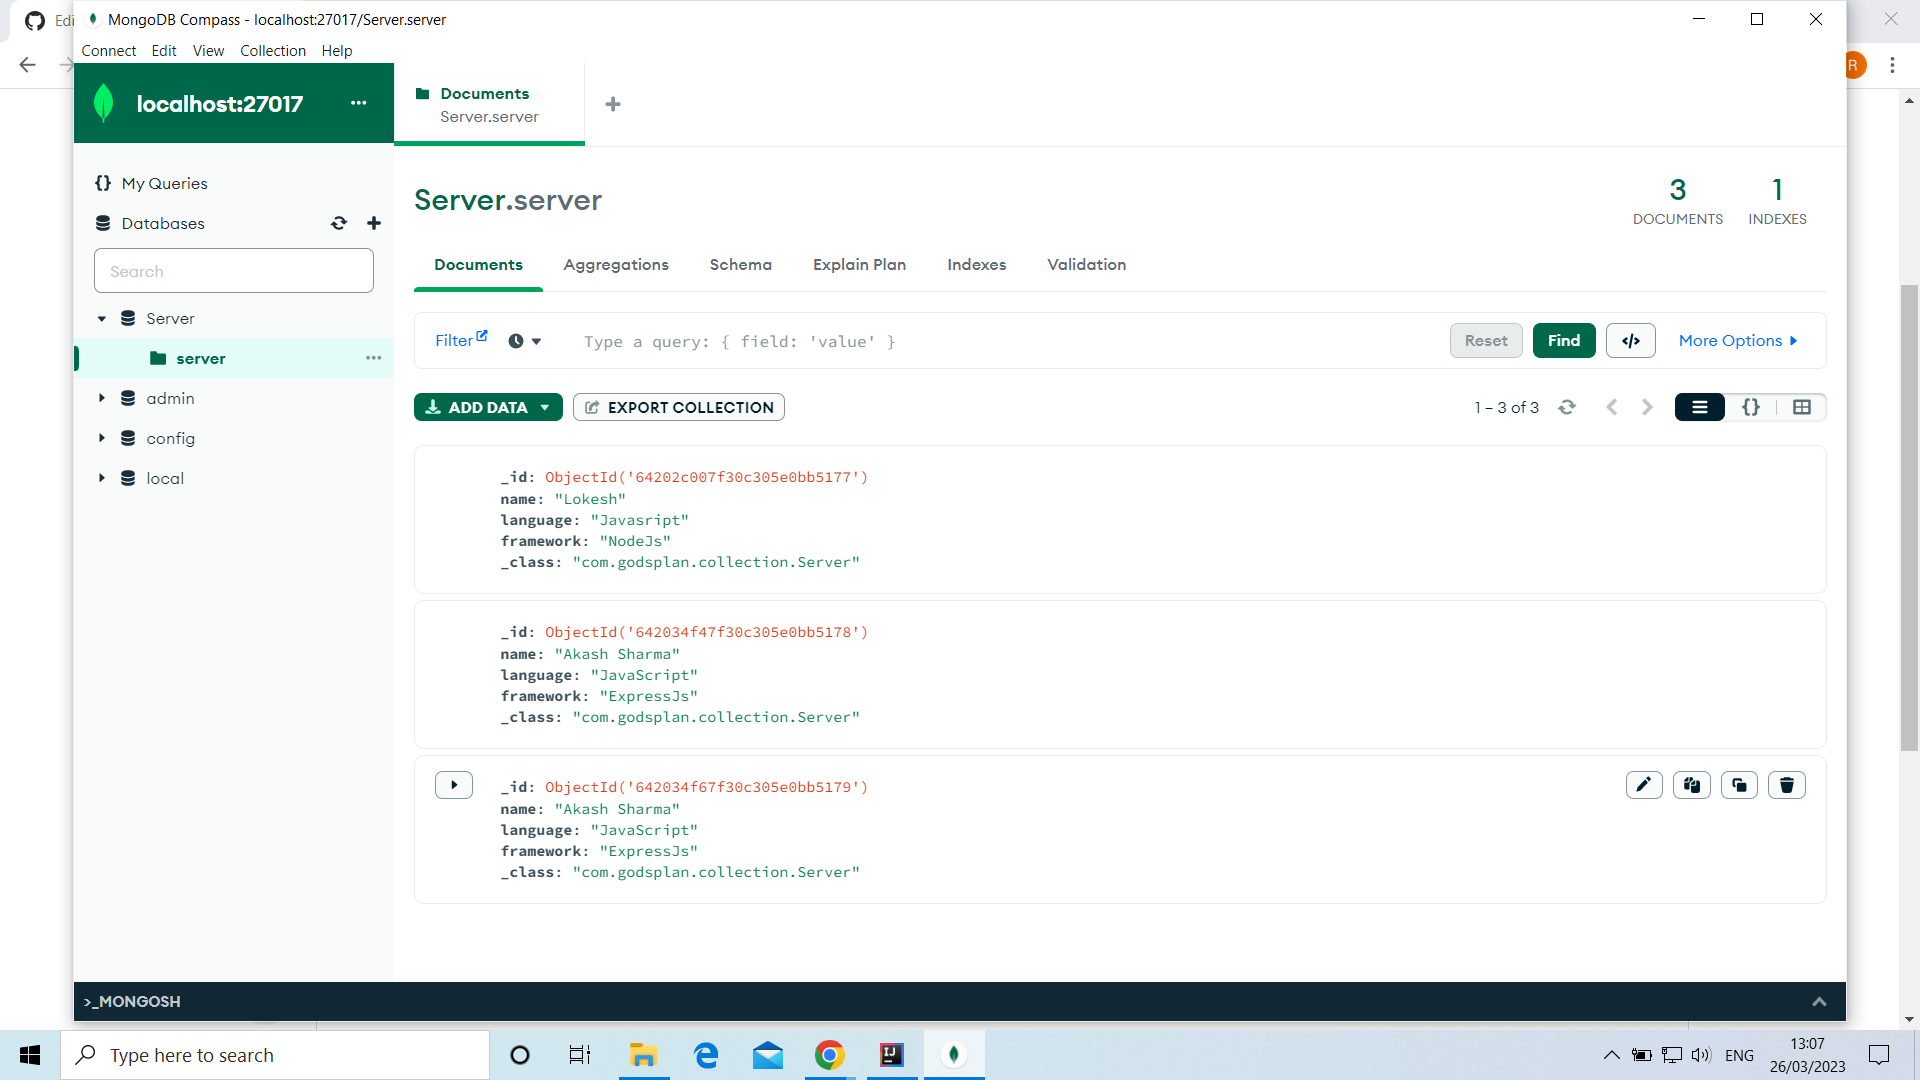 Edi
MongoDB Compass - localhost:27017/Server.server
Connect Edit View Collection Help
R
localhost:27017
Documents
Server.server
My Queries
Databases
Search
Server
server
admin
config
local
Server.server
3
DOCUMENTS
1
INDEXES
Documents Aggregations Schema Explain Plan Indexes Validation
Filter Type a query: { field: 'value' } Reset Find </> More Options
ADD DATA EXPORT COLLECTION 1 – 3 of 3 {}
_id: ObjectId('64202c007f30c305e0bb5177')
name: "Lokesh"
language: "Javasript"
framework: "NodeJs"
_class: "com.godsplan.collection.Server"
_id: ObjectId('642034f47f30c305e0bb5178')
name: "Akash Sharma"
language: "JavaScript"
framework: "ExpressJs"
_class: "com.godsplan.collection.Server"
_id: ObjectId('642034f67f30c305e0bb5179')
name: "Akash Sharma"
language: "JavaScript"
framework: "ExpressJs"
_class: "com.godsplan.collection.Server"
>_MONGOSH
Type here to search
ENG
13:07
26/03/2023